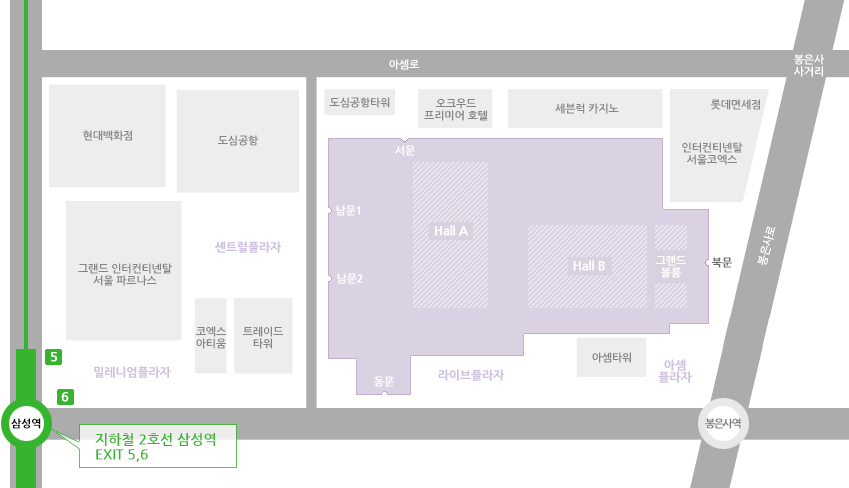 아셈로
봉은사
사거리
현대백화점
도심공항
도심공항타워
오크우드
프리미어 호텔
세븐럭 카지노
롯데면세점
인터컨티넨탈
서울코엑스
서문
남문1
Hall A
센트럴플라자
봉은사로
그랜드 인터컨티넨탈
서울 파르나스
남문2
Hall B
그랜드
볼룸
북문
코엑스
아티움
트레이드
타워
5
밀레니엄플라자
동문
라이브플라자
아셈타워
아셈
플라자
6
삼성역
봉은사역
지하철 2호선 삼성역
EXIT 5,6